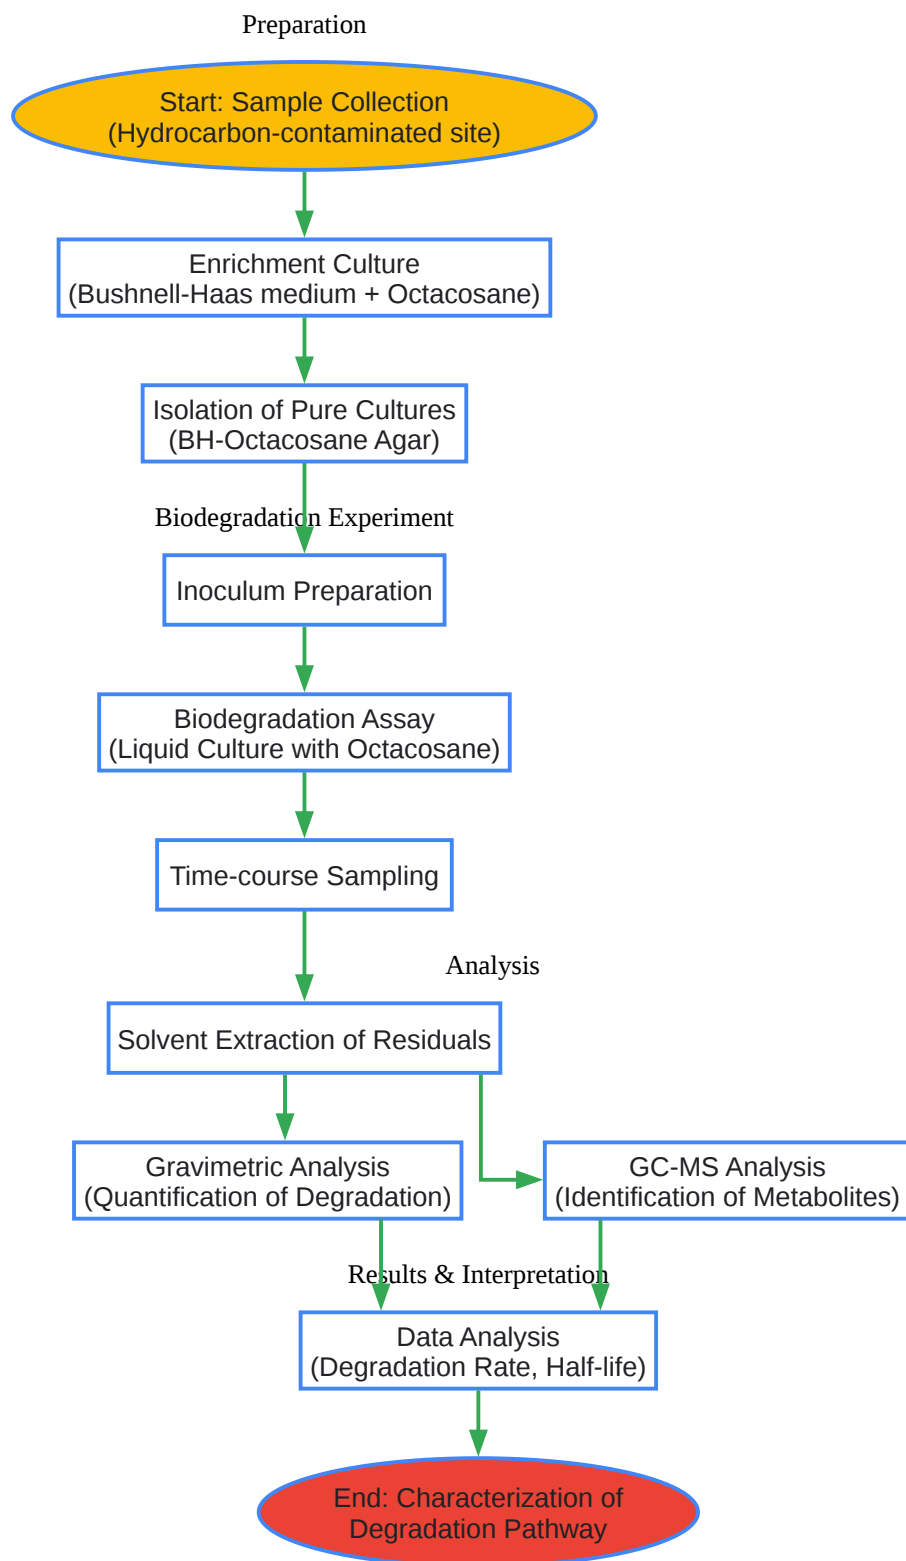 Preparation
Start: Sample Collection
(Hydrocarbon-contaminated site)
Enrichment Culture
(Bushnell-Haas medium + Octacosane)
Isolation of Pure Cultures
(BH-Octacosane Agar)
Biodegradation Experiment
Inoculum Preparation
Biodegradation Assay
(Liquid Culture with Octacosane)
Time-course Sampling
Analysis
Solvent Extraction of Residuals
Gravimetric Analysis
(Quantification of Degradation)
GC-MS Analysis
(Identification of Metabolites)
Results & Interpretation
Data Analysis
(Degradation Rate, Half-life)
End: Characterization of
Degradation Pathway